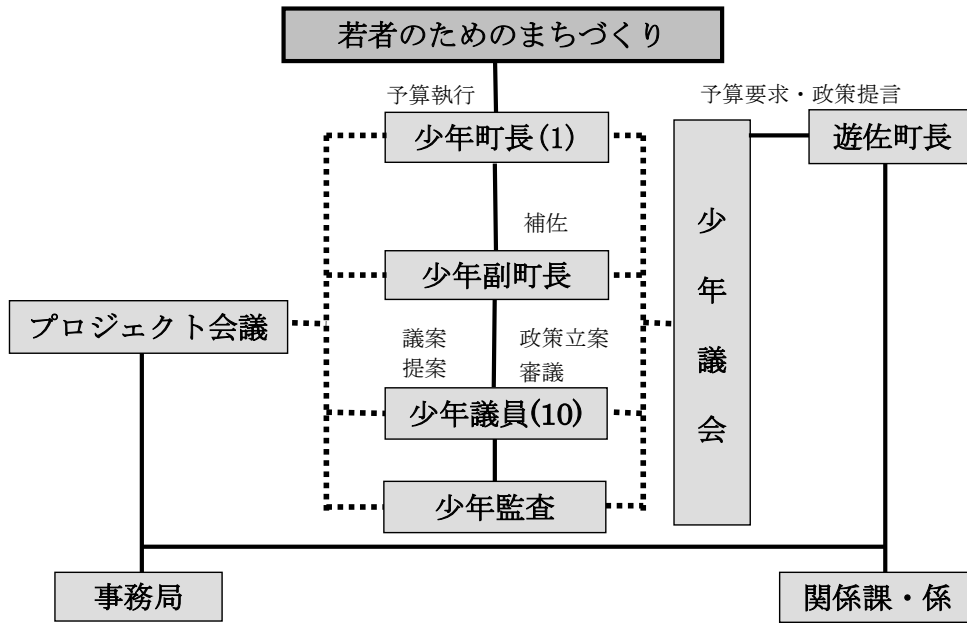 若者のためのまちづくり
予算執行
予算要求・政策提言
少年町長(1)
遊佐町長
補佐
少年議会
少年副町長
プロジェクト会議
議案
提案
政策立案
審議
少年議員(10)
少年監査
事務局
関係課・係